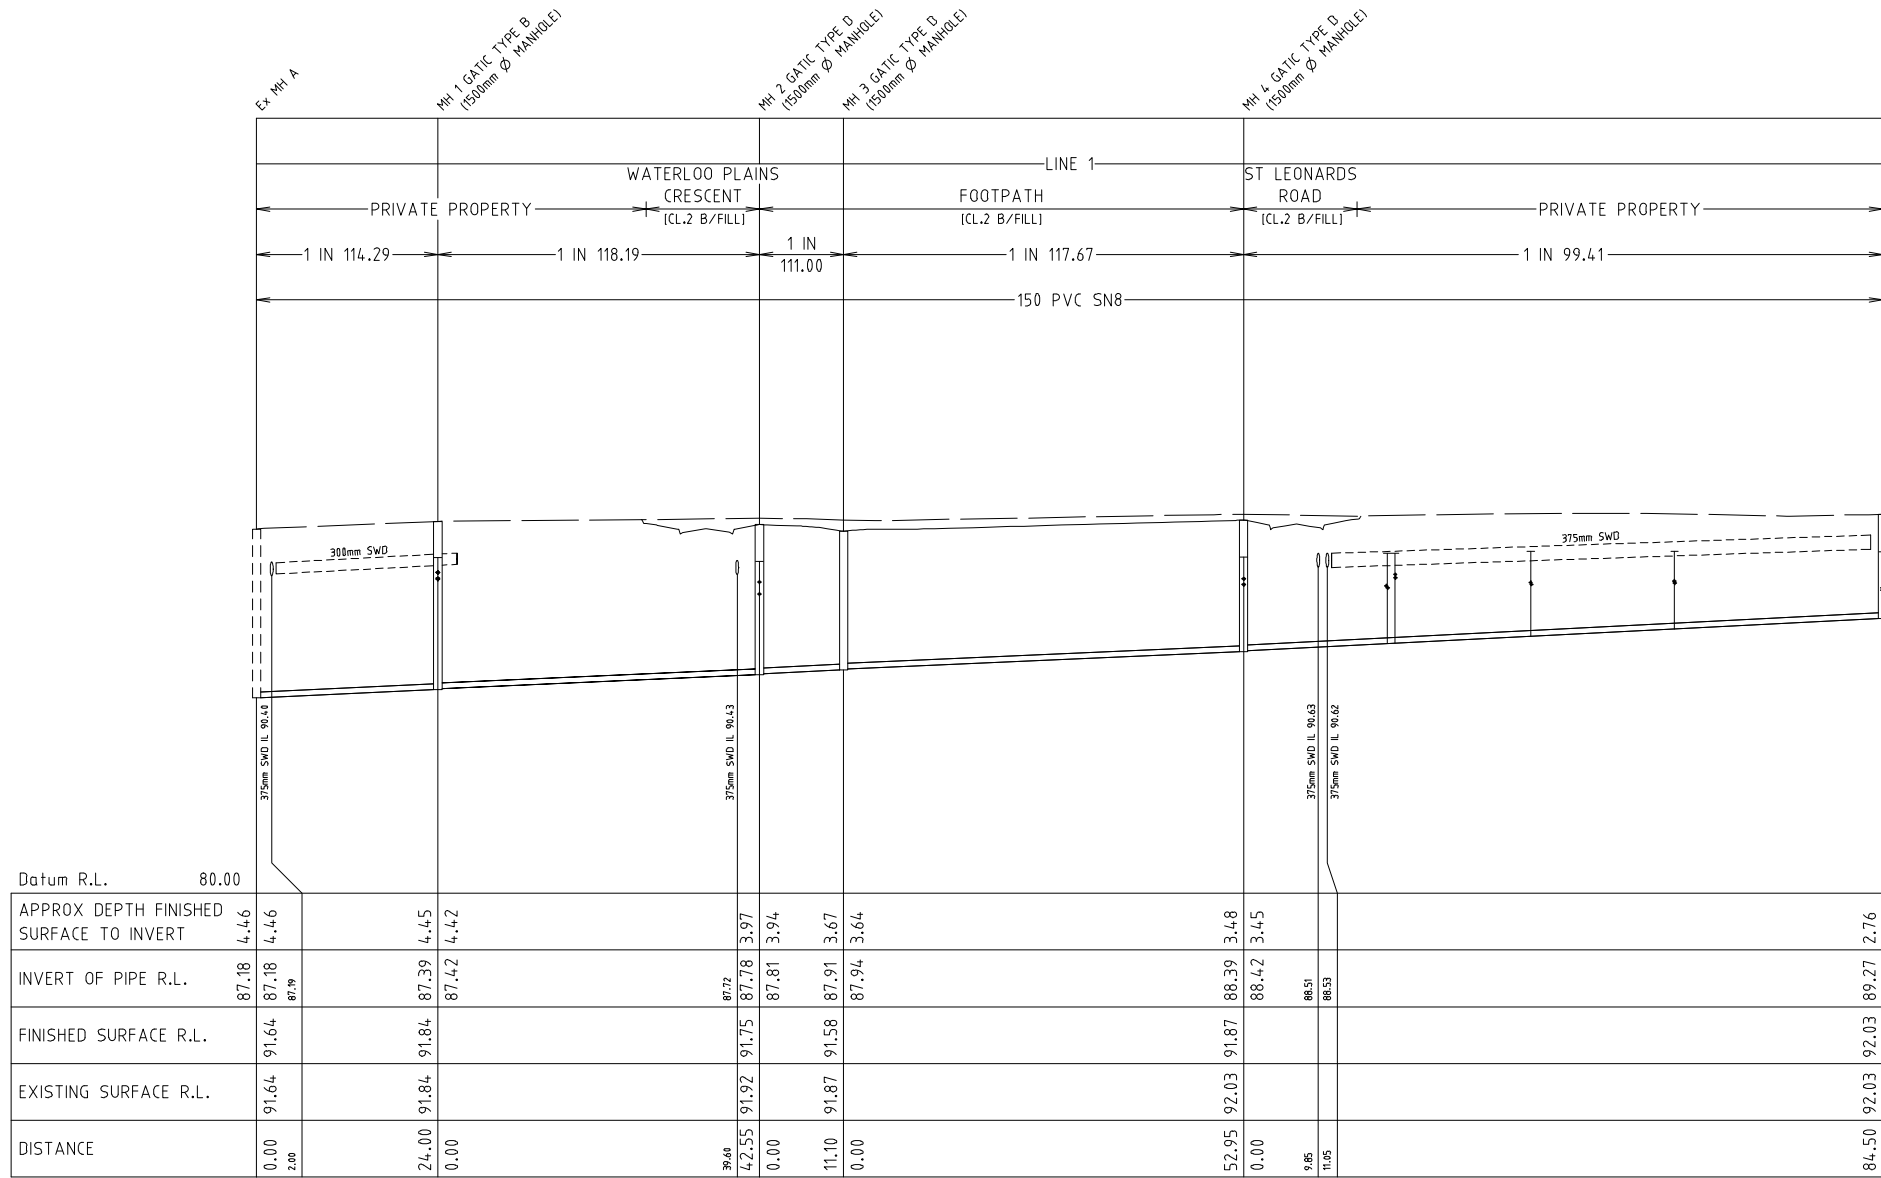 Ex MH A
MH 1 GATIC TYPE B
(1500mm Ø MANHOLE)
MH 2 GATIC TYPE D
(1500mm Ø MANHOLE)
MH 3 GATIC TYPE D
(1500mm Ø MANHOLE)
MH 4 GATIC TYPE D
(1500mm Ø MANHOLE)
LINE 1
PRIVATE PROPERTY
WATERLOO PLAINS
CRESCENT
[CL.2 B/FILL]
FOOTPATH
[CL.2 B/FILL]
ST LEONARDS
ROAD
[CL.2 B/FILL]
PRIVATE PROPERTY
1 IN 114.29
1 IN 118.19
1 IN
111.00
1 IN 117.67
1 IN 99.41
150 PVC SN8
300mm SWD
375mm SWD
375mm SWD IL 90.40
375mm SWD IL 90.43
375mm SWD IL 90.63
375mm SWD IL 90.62
Datum R.L. 80.00
APPROX DEPTH FINISHED
SURFACE TO INVERT
4.46 4.46 4.45 4.42 3.97 3.94 3.67 3.64 3.48 3.45 2.76
INVERT OF PIPE R.L.
87.18 87.18 87.19 87.39 87.42 87.72 87.78 87.81 87.91 87.94 88.39 88.42 88.51 88.53 89.27
FINISHED SURFACE R.L.
91.64 91.84 91.75 91.58 91.87 92.03
EXISTING SURFACE R.L.
91.64 91.84 91.92 91.87 92.03 92.03
DISTANCE
0.00 2.00 24.00 0.00 39.60 42.55 0.00 11.10 0.00 52.95 0.00 9.85 11.05 84.50